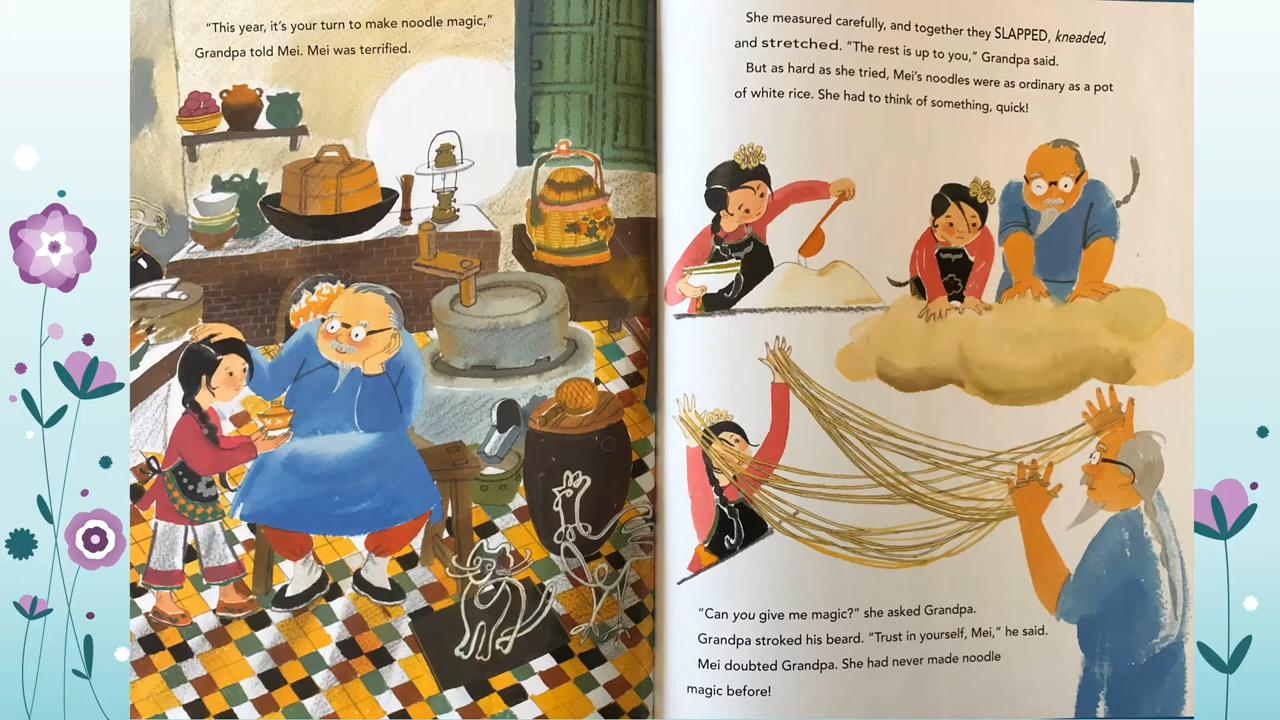 “This year, it’s your turn to make noodle magic,”
Grandpa told Mei. Mei was terrified.
She measured carefully, and together they SLAPPED, kneaded,
and stretched. “The rest is up to you,” Grandpa said.
But as hard as she tried, Mei’s noodles were as ordinary as a pot
of white rice. She had to think of something, quick!
“Can you give me magic?” she asked Grandpa.
Grandpa stroked his beard. “Trust in yourself, Mei,” he said.
Mei doubted Grandpa. She had never made noodle
magic before!